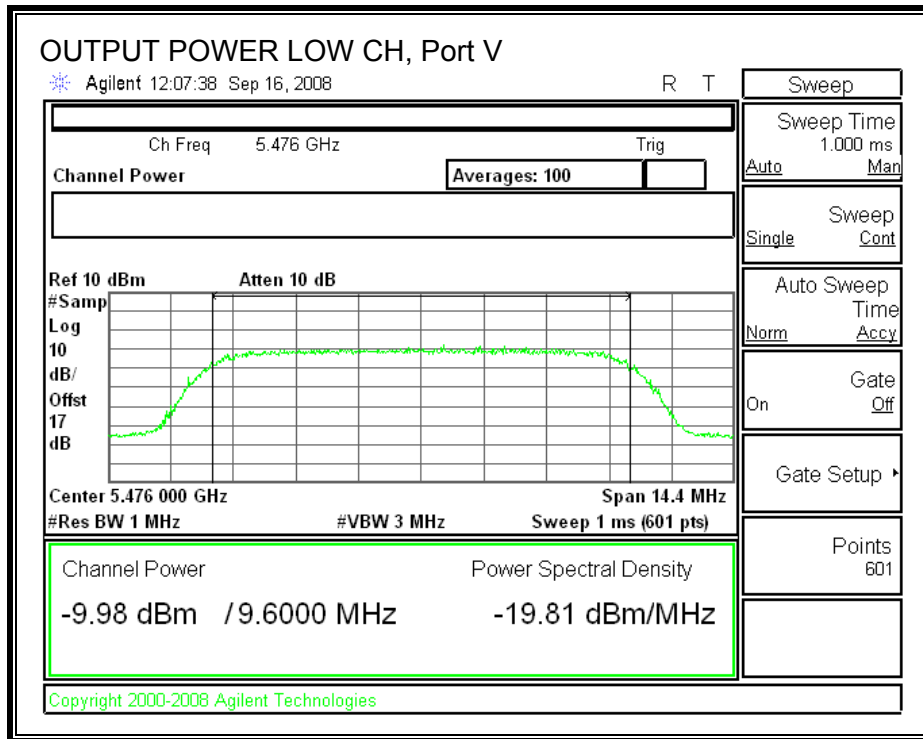 OUTPUT POWER LOW CH, Port V
Agilent 12:07:38 Sep 16, 2008 R T
Ch Freq 5.476 GHz Trig
Channel Power Averages: 100
Ref 10 dBm Atten 10 dB
#Samp
Log
10
dB/
Offst
17
dB
Center 5.476 000 GHz Span 14.4 MHz
#Res BW 1 MHz #VBW 3 MHz Sweep 1 ms (601 pts)
Channel Power Power Spectral Density
-9.98 dBm /9.6000 MHz -19.81 dBm/MHz
Copyright 2000-2008 Agilent Technologies
Sweep
Sweep Time
1.000 ms
Auto Man
Sweep
Single Cont
Auto Sweep
Time
Norm Accy
Gate
On Off
Gate Setup
Points
601